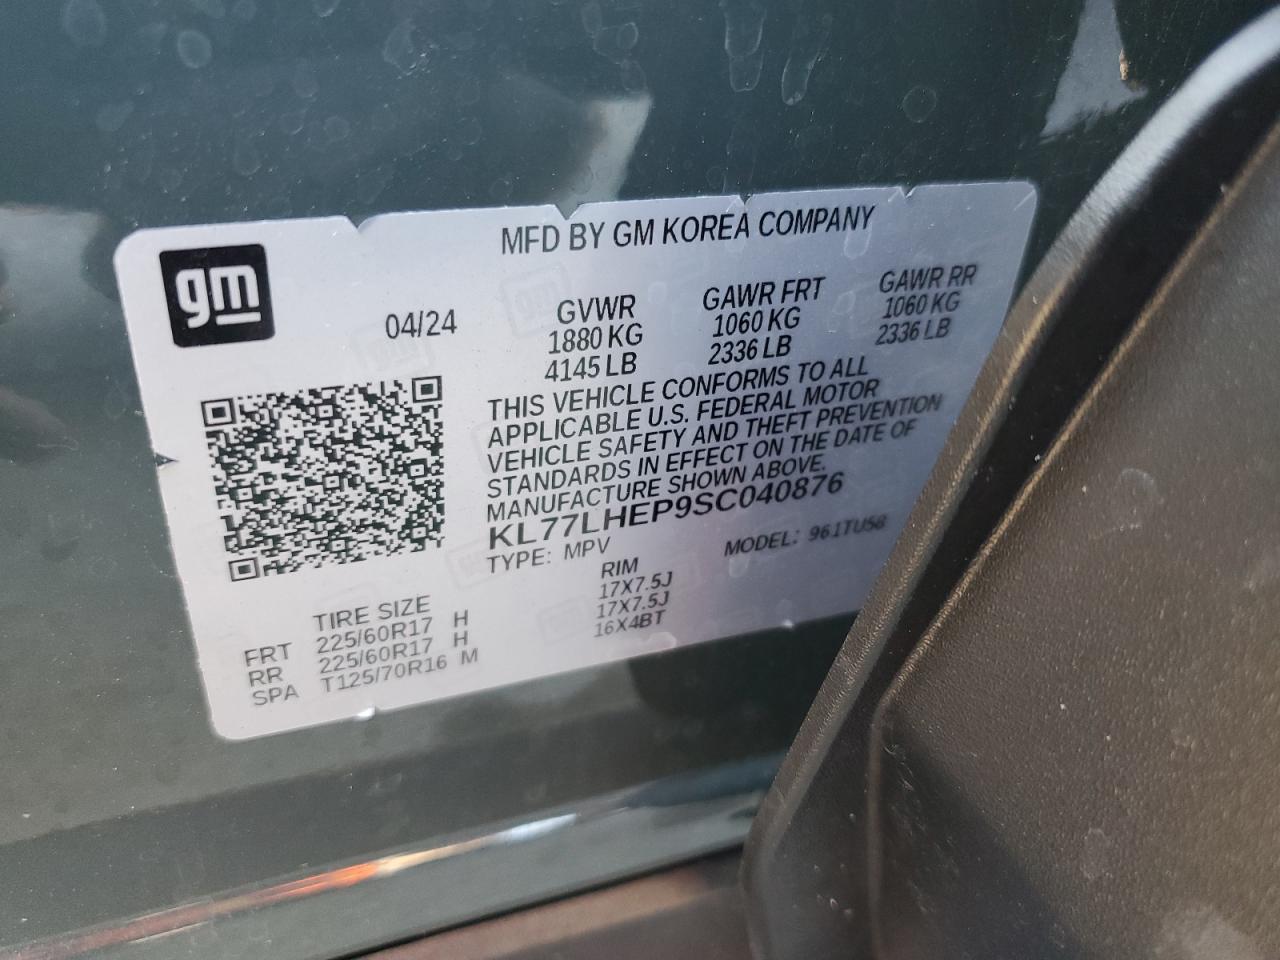 gm
MFD BY GM KOREA COMPANY
04/24
GVWR
1880 KG
4145 LB
GAWR FRT
1060 KG
2336 LB
GAWR RR
1060 KG
2336 LB
THIS VEHICLE CONFORMS TO ALL
APPLICABLE U.S. FEDERAL MOTOR
VEHICLE SAFETY AND THEFT PREVENTION
STANDARDS IN EFFECT ON THE DATE OF
MANUFACTURE SHOWN ABOVE.
KL77LHEP9SC040876
TYPE: MPV MODEL: 961TU58
TIRE SIZE RIM
FRT 225/60R17 H 17X7.5J
RR 225/60R17 H 17X7.5J
SPA T125/70R16 M 16X4BT